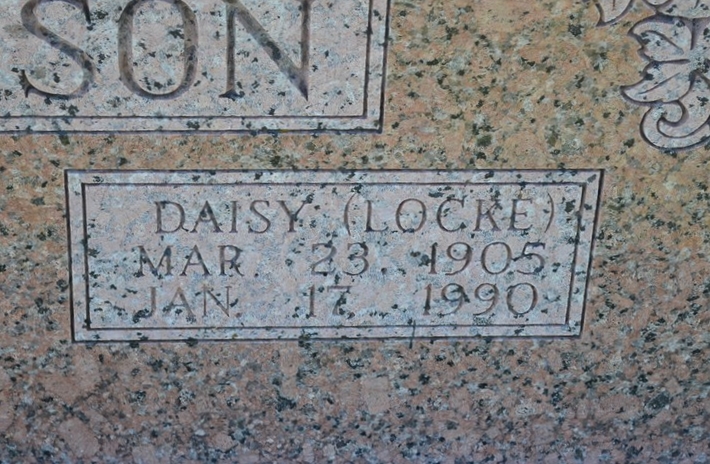 SON
DAISY (LOCKE)
MAR. 23, 1905
JAN. 17, 1990